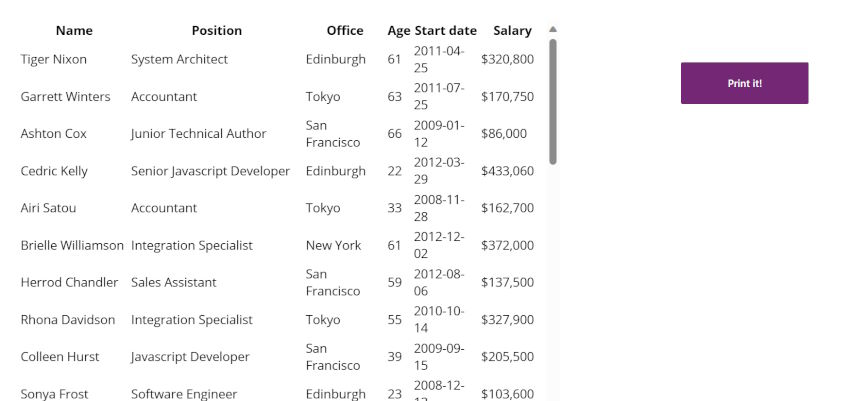 Name Position Office Age Start date Salary
Tiger Nixon System Architect Edinburgh 61 2011-04-
25 $320,800
Print it!
Garrett Winters Accountant Tokyo 63 2011-07-
25 $170,750
Ashton Cox Junior Technical Author San
Francisco 66 2009-01-
12 $86,000
Cedric Kelly Senior Javascript Developer Edinburgh 22 2012-03-
29 $433,060
Airi Satou Accountant Tokyo 33 2008-11-
28 $162,700
Brielle Williamson Integration Specialist New York 61 2012-12-
02 $372,000
Herrod Chandler Sales Assistant San
Francisco 59 2012-08-
06 $137,500
Rhona Davidson Integration Specialist Tokyo 55 2010-10-
14 $327,900
Colleen Hurst Javascript Developer San
Francisco 39 2009-09-
15 $205,500
Sonya Frost Software Engineer Edinburgh 23 2008-12-
$103,600